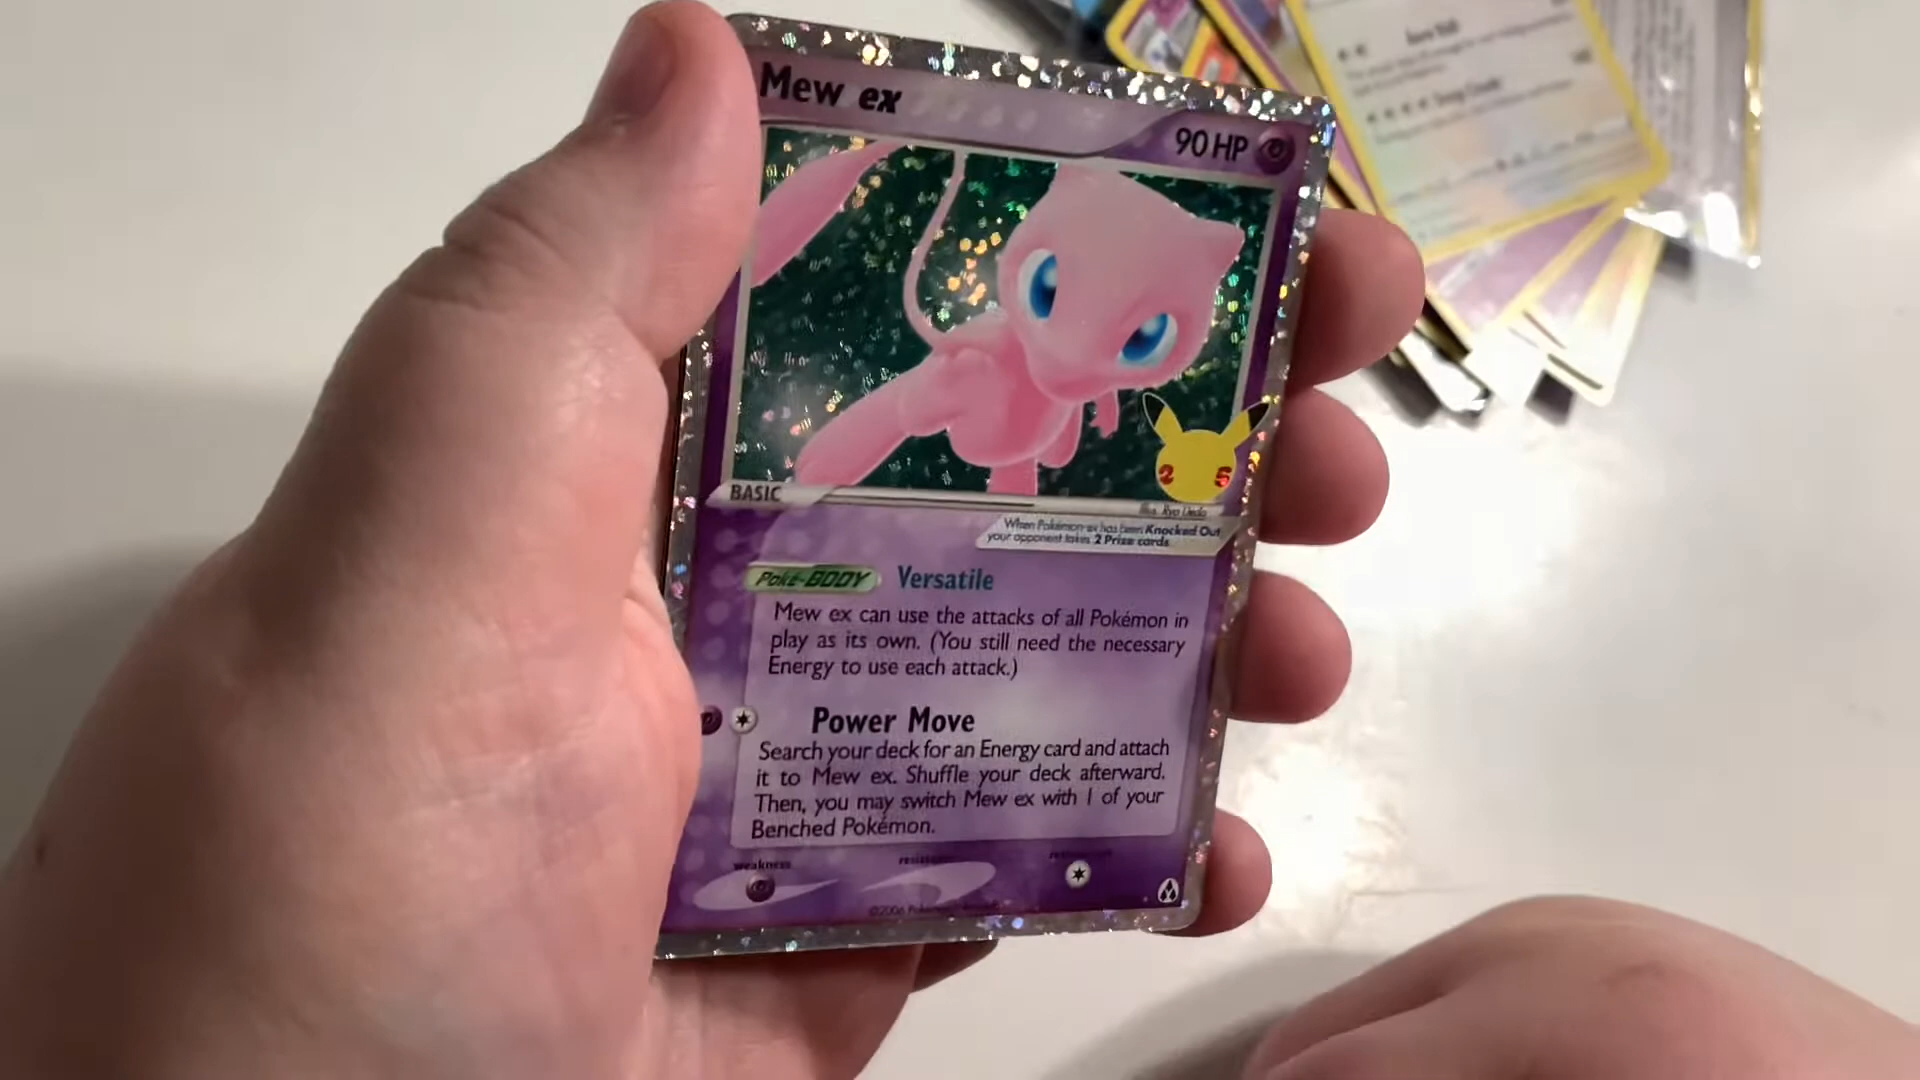 Mew ex
90 HP
BASIC
Illus. Ryo Ueda
When Pokémon-ex has been Knocked Out,
your opponent takes 2 Prize cards.
Poké-BODY Versatile
Mew ex can use the attacks of all Pokémon in
play as its own. (You still need the necessary
Energy to use each attack.)
Power Move
Search your deck for an Energy card and attach
it to Mew ex. Shuffle your deck afterward.
Then, you may switch Mew ex with 1 of your
Benched Pokémon.
weakness
©2006 Pokémon
2 5